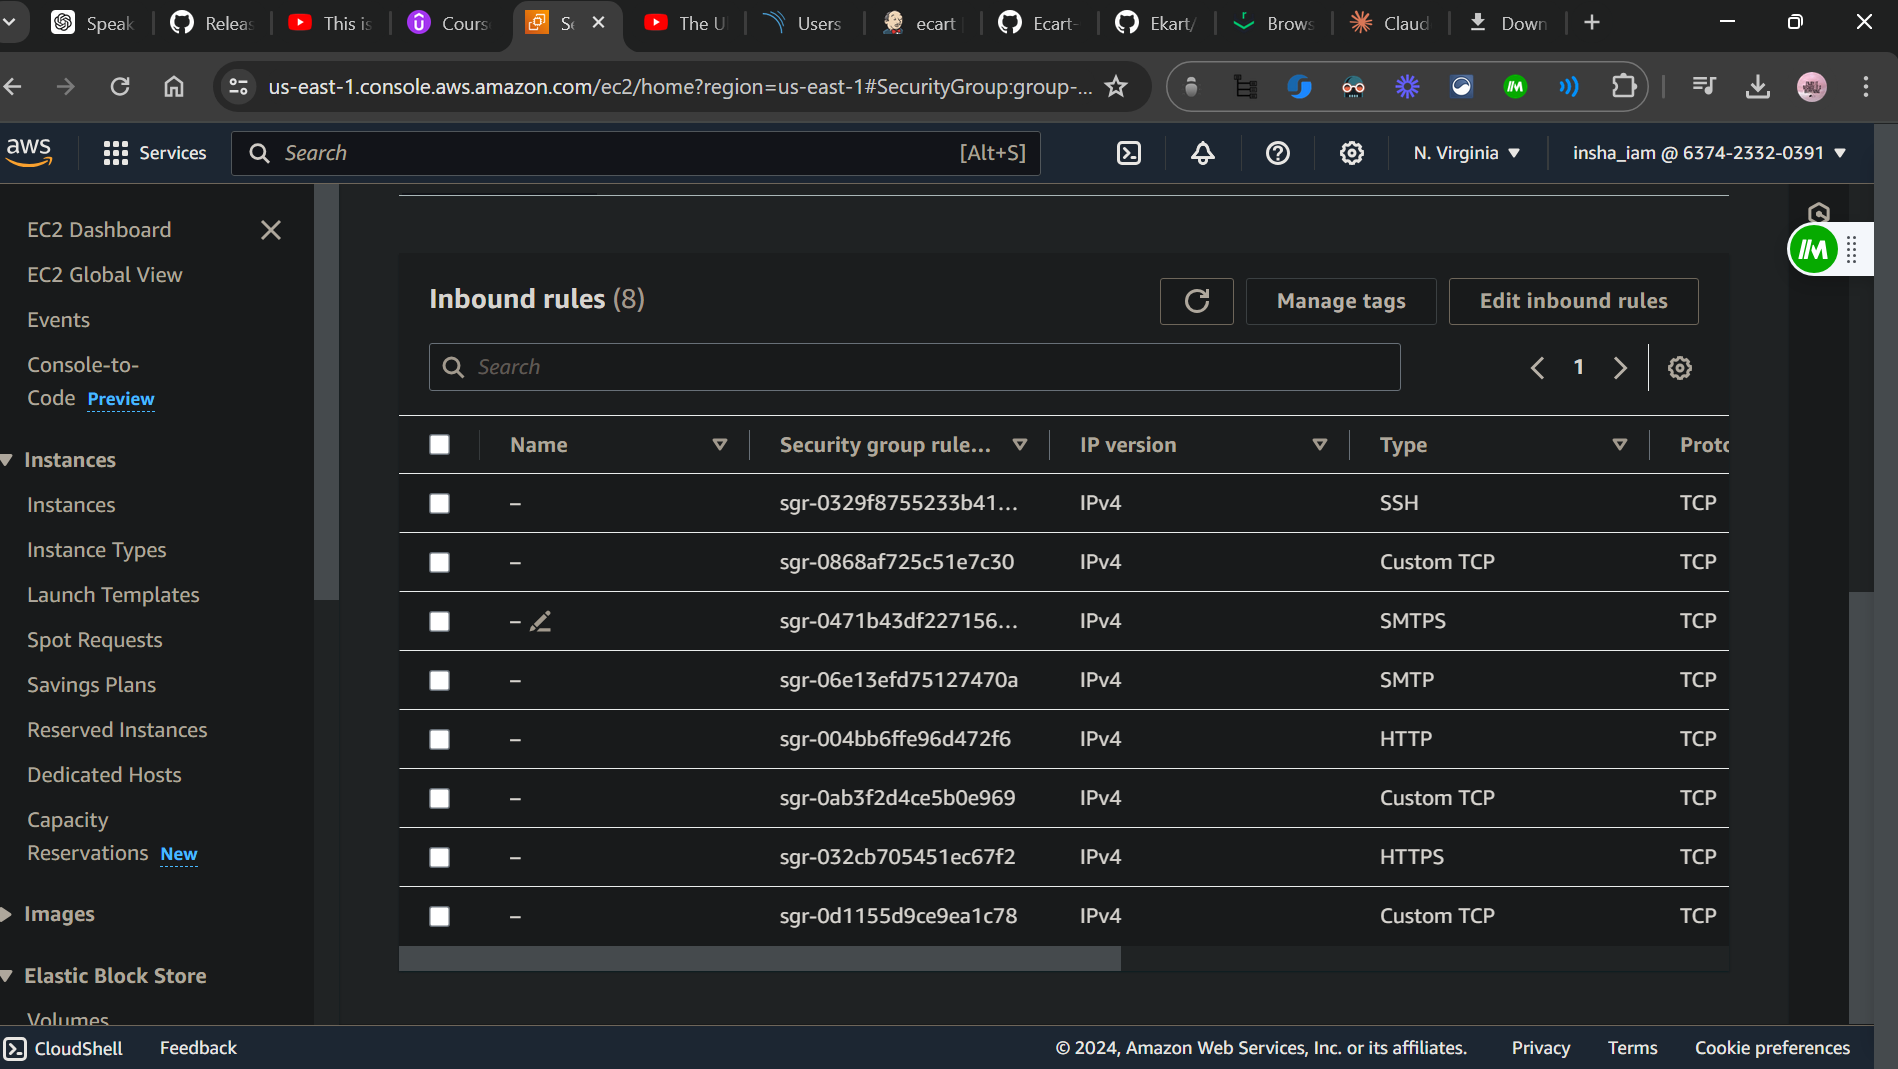 Speak
Releas
This is
Cours
Se
The U
Users
ecart
Ecart-
Ekart/
Brows
Claud
Down
us-east-1.console.aws.amazon.com/ec2/home?region=us-east-1#SecurityGroup:group-...
aws
Services
Search
[Alt+S]
N. Virginia
insha_iam @ 6374-2332-0391
EC2 Dashboard
EC2 Global View
Events
Console-to-
Code Preview
Instances
Instances
Instance Types
Launch Templates
Spot Requests
Savings Plans
Reserved Instances
Dedicated Hosts
Capacity
Reservations New
Images
Elastic Block Store
Volumes
Inbound rules (8)
Manage tags
Edit inbound rules
Search
1
Name Security group rule... IP version Type Proto
– sgr-0329f8755233b41... IPv4 SSH TCP
– sgr-0868af725c51e7c30 IPv4 Custom TCP TCP
– sgr-0471b43df227156... IPv4 SMTPS TCP
– sgr-06e13efd75127470a IPv4 SMTP TCP
– sgr-004bb6ffe96d472f6 IPv4 HTTP TCP
– sgr-0ab3f2d4ce5b0e969 IPv4 Custom TCP TCP
– sgr-032cb705451ec67f2 IPv4 HTTPS TCP
– sgr-0d1155d9ce9ea1c78 IPv4 Custom TCP TCP
CloudShell
Feedback
© 2024, Amazon Web Services, Inc. or its affiliates.
Privacy
Terms
Cookie preferences